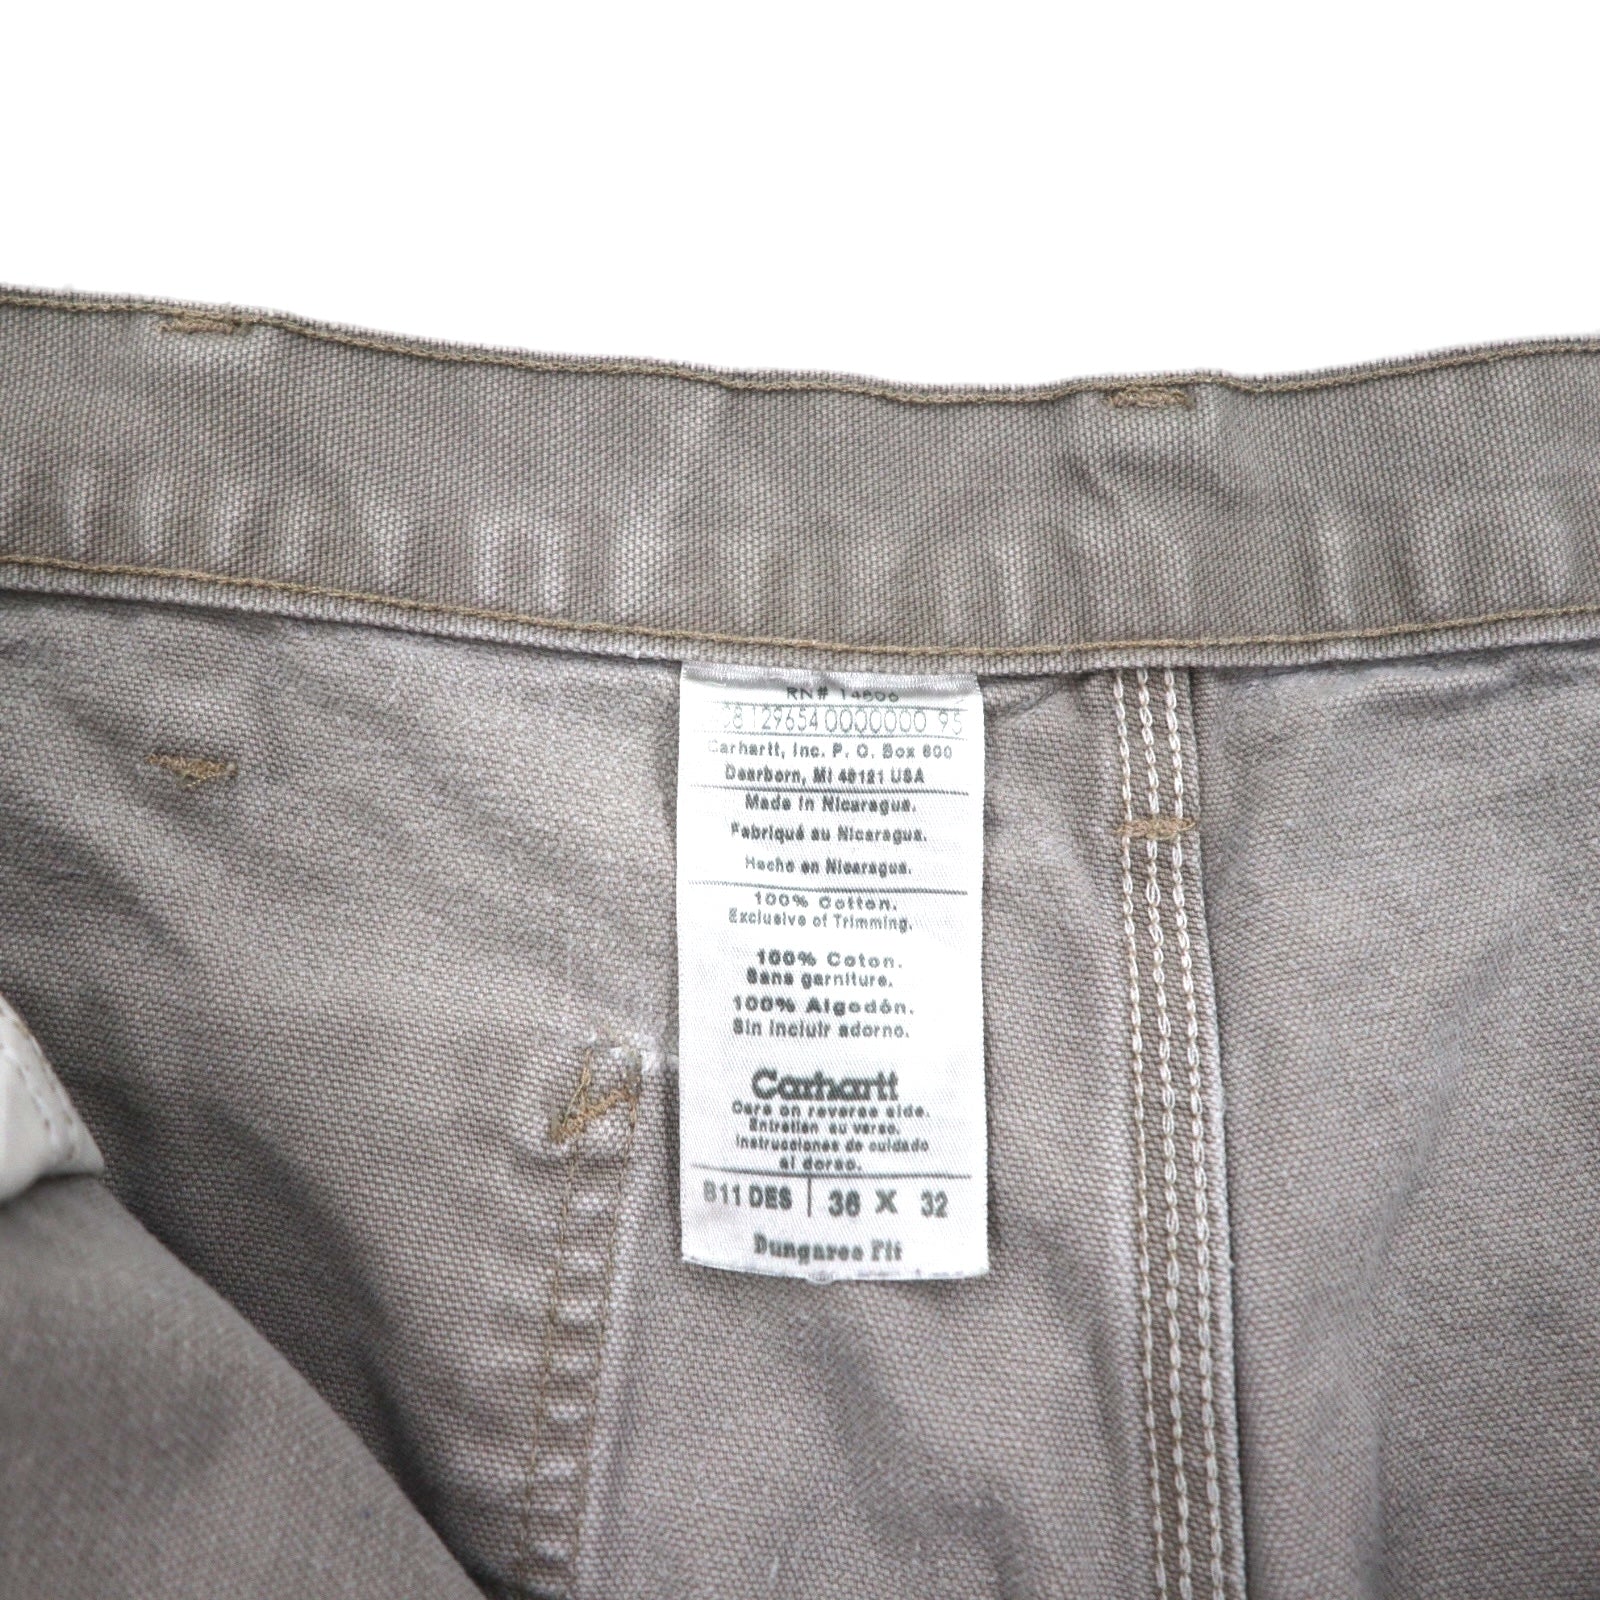 RN# 14806
1296540000000 95
Carhartt, Inc. P. O. Box 600
Dearborn, MI 48121 USA
Made in Nicaragua.
Fabriqué au Nicaragua.
Hecho en Nicaragua.
100% Cotton.
Exclusive of Trimming.
100% Coton.
Sans garniture.
100% Algodón.
Sin incluir adorno.
Carhartt
Care on reverse side.
Entretien au verso.
Instrucciones de cuidado
al dorso.
B11 DES 36 X 32
Dungaree Fit